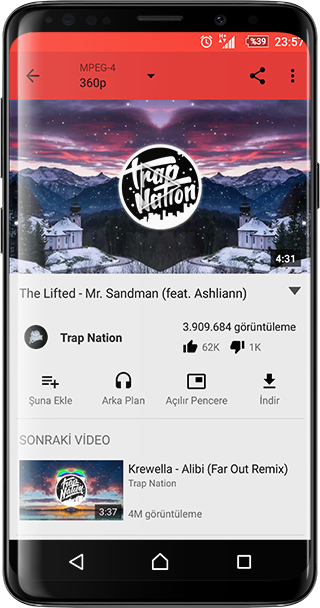 %39 23:57
MPEG-4
360p
Trap
Nation
4:31
The Lifted - Mr. Sandman (feat. Ashliann)
Trap Nation
3.909.684 görüntüleme
62K 1K
Şuna Ekle Arka Plan Açılır Pencere İndir
SONRAKİ VİDEO
Trap
Nation
3:37
Krewella - Alibi (Far Out Remix)
Trap Nation
4M görüntüleme